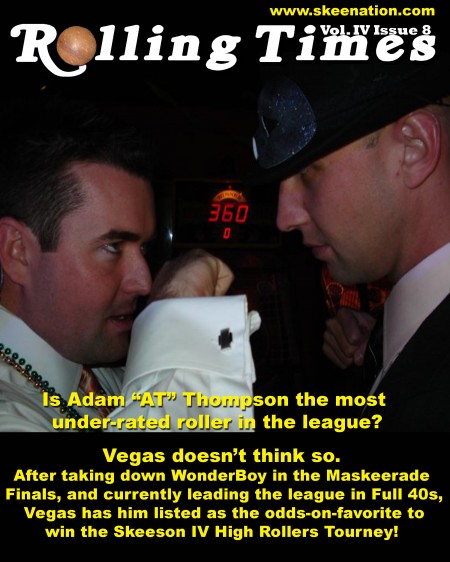 www.skeenation.com
Vol. IV Issue 8
Rolling Times
360
0
Is Adam “AT” Thompson the most
under-rated roller in the league?
Vegas doesn’t think so.
After taking down WonderBoy in the Maskeerade
Finals, and currently leading the league in Full 40s,
Vegas has him listed as the odds-on-favorite to
win the Skeeson IV High Rollers Tourney!